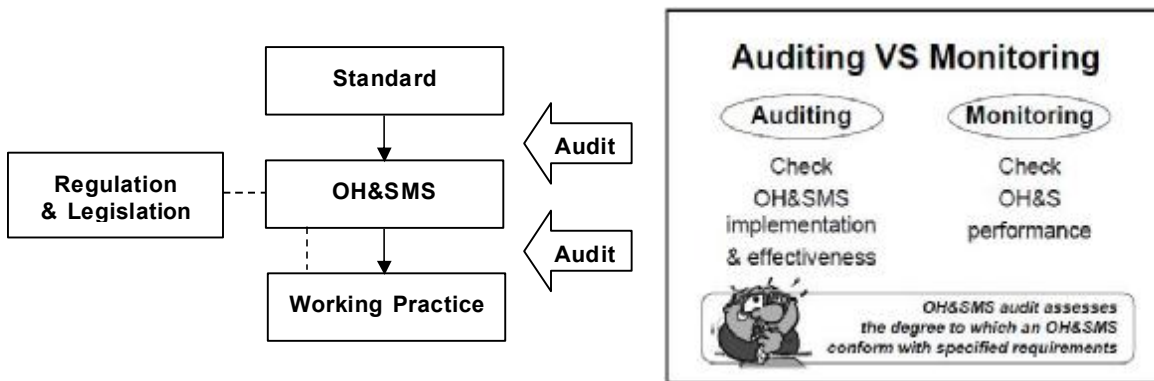 Standard
Audit
Regulation
& Legislation
OH&SMS
Audit
Working Practice
Auditing VS Monitoring
Auditing
Check
OH&SMS
implementation
& effectiveness
Monitoring
Check
OH&S
performance
OH&SMS audit assesses
the degree to which an OH&SMS
conform with specified requirements